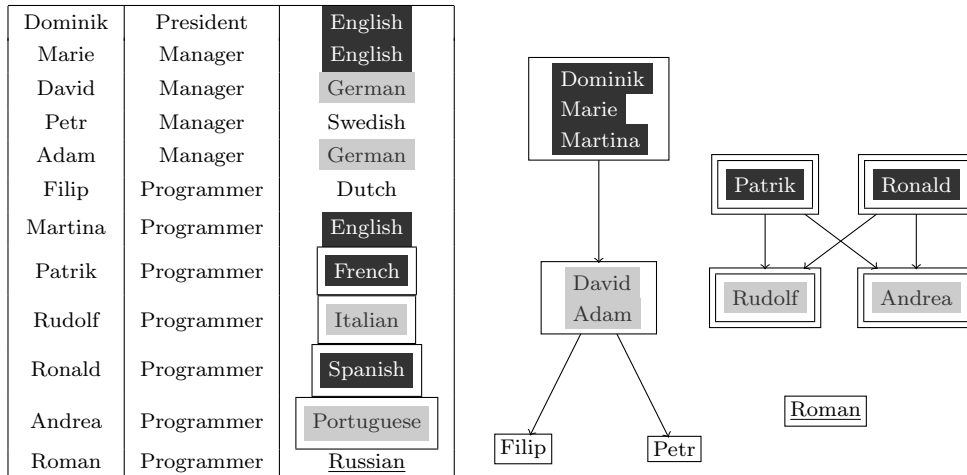 Dominik President English
Marie Manager English
David Manager German
Petr Manager Swedish
Adam Manager German
Filip Programmer Dutch
Martina Programmer English
Patrik Programmer French
Rudolf Programmer Italian
Ronald Programmer Spanish
Andrea Programmer Portuguese
Roman Programmer Russian
Dominik
Marie
Martina
David
Adam
Filip
Petr
Patrik
Ronald
Rudolf
Andrea
Roman